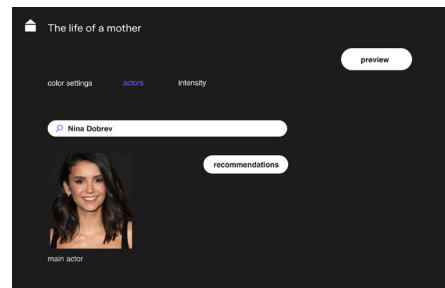 The life of a mother
preview
color settings actors intensity
Nina Dobrev
recommendations
main actor